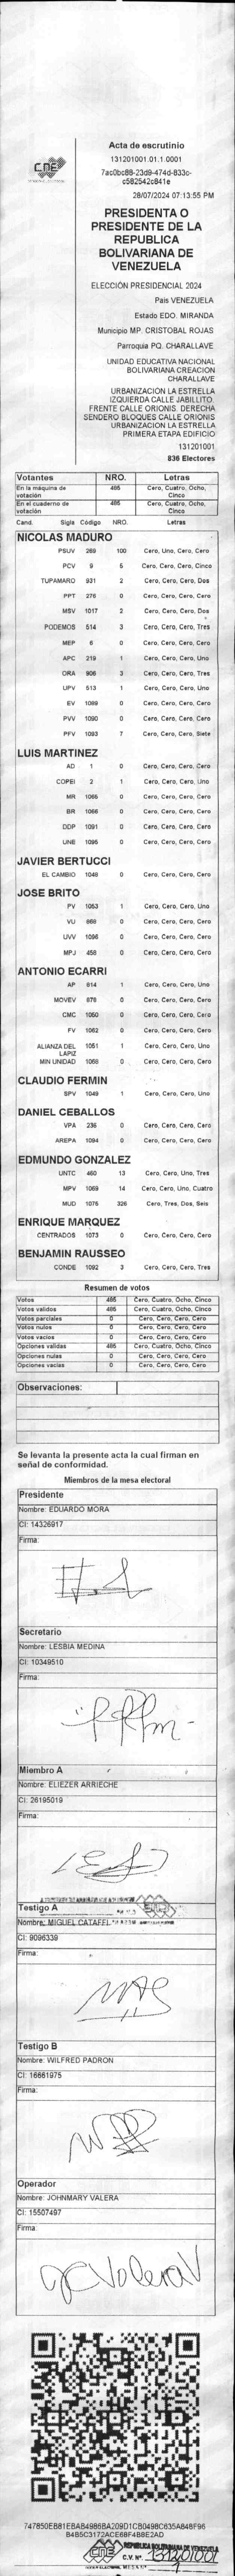 CNE
Acta de escrutinio
131201001.01.1.0001
7ac0bc88-23d9-474d-833c-
c582542c841e
28/07/2024 07:13:55 PM
PRESIDENTA O
PRESIDENTE DE LA
REPUBLICA
BOLIVARIANA DE
VENEZUELA
ELECCIÓN PRESIDENCIAL 2024
Pais VENEZUELA
Estado EDO. MIRANDA
Municipio MP. CRISTOBAL ROJAS
Parroquia PQ. CHARALLAVE
UNIDAD EDUCATIVA NACIONAL
BOLIVARIANA CREACION
CHARALLAVE
URBANIZACION LA ESTRELLA
IZQUIERDA CALLE JABILLITO.
FRENTE CALLE ORIONIS. DERECHA
SENDERO BLOQUES CALLE ORIONIS
URBANIZACION LA ESTRELLA
PRIMERA ETAPA EDIFICIO
131201001
836 Electores
Votantes NRO. Letras
En la máquina de votación 485 Cero, Cuatro, Ocho, Cinco
En el cuaderno de votación 485 Cero, Cuatro, Ocho, Cinco
Cand. Sigla Código NRO. Letras
NICOLAS MADURO
PSUV 269 100 Cero, Uno, Cero, Cero
PCV 9 5 Cero, Cero, Cero, Cinco
TUPAMARO 931 2 Cero, Cero, Cero, Dos
PPT 276 0 Cero, Cero, Cero, Cero
MSV 1017 2 Cero, Cero, Cero, Dos
PODEMOS 514 3 Cero, Cero, Cero, Tres
MEP 6 0 Cero, Cero, Cero, Cero
APC 219 1 Cero, Cero, Cero, Uno
ORA 906 3 Cero, Cero, Cero, Tres
UPV 513 1 Cero, Cero, Cero, Uno
EV 1089 0 Cero, Cero, Cero, Cero
PVV 1090 0 Cero, Cero, Cero, Cero
PFV 1093 7 Cero, Cero, Cero, Siete
LUIS MARTINEZ
AD 1 0 Cero, Cero, Cero, Cero
COPEI 2 1 Cero, Cero, Cero, Uno
MR 1065 0 Cero, Cero, Cero, Cero
BR 1066 0 Cero, Cero, Cero, Cero
DDP 1091 0 Cero, Cero, Cero, Cero
UNE 1095 0 Cero, Cero, Cero, Cero
JAVIER BERTUCCI
EL CAMBIO 1048 0 Cero, Cero, Cero, Cero
JOSE BRITO
PV 1053 1 Cero, Cero, Cero, Uno
VU 868 0 Cero, Cero, Cero, Cero
UVV 1096 0 Cero, Cero, Cero, Cero
MPJ 458 0 Cero, Cero, Cero, Cero
ANTONIO ECARRI
AP 814 1 Cero, Cero, Cero, Uno
MOVEV 878 0 Cero, Cero, Cero, Cero
CMC 1050 0 Cero, Cero, Cero, Cero
FV 1062 0 Cero, Cero, Cero, Cero
ALIANZA DEL LAPIZ 1051 1 Cero, Cero, Cero, Uno
MIN UNIDAD 1068 0 Cero, Cero, Cero, Cero
CLAUDIO FERMIN
SPV 1049 1 Cero, Cero, Cero, Uno
DANIEL CEBALLOS
VPA 236 0 Cero, Cero, Cero, Cero
AREPA 1094 0 Cero, Cero, Cero, Cero
EDMUNDO GONZALEZ
UNTC 460 13 Cero, Cero, Uno, Tres
MPV 1069 14 Cero, Cero, Uno, Cuatro
MUD 1076 326 Cero, Tres, Dos, Seis
ENRIQUE MARQUEZ
CENTRADOS 1073 0 Cero, Cero, Cero, Cero
BENJAMIN RAUSSEO
CONDE 1092 3 Cero, Cero, Cero, Tres
Resumen de votos
Votos 485 Cero, Cuatro, Ocho, Cinco
Votos validos 485 Cero, Cuatro, Ocho, Cinco
Votos parciales 0 Cero, Cero, Cero, Cero
Votos nulos 0 Cero, Cero, Cero, Cero
Votos vacios 0 Cero, Cero, Cero, Cero
Opciones validas 485 Cero, Cuatro, Ocho, Cinco
Opciones nulas 0 Cero, Cero, Cero, Cero
Opciones vacias 0 Cero, Cero, Cero, Cero
Observaciones:
Se levanta la presente acta la cual firman en
señal de conformidad.
Miembros de la mesa electoral
Presidente
Nombre: EDUARDO MORA
CI: 14326917
Firma:
Secretario
Nombre: LESBIA MEDINA
CI: 10349510
Firma:
Miembro A
Nombre: ELIEZER ARRIECHE
CI: 26195019
Firma:
Testigo A
Nombre: MIGUEL CATAFFI
CI: 9096339
Firma:
Testigo B
Nombre: WILFRED PADRON
CI: 16661975
Firma:
Operador
Nombre: JOHNMARY VALERA
CI: 15507497
Firma:
747850EB81EBAB4986BA209D1CB0498C635A848F96
B4B5C3172ACE68F4B8E2AD
CNE REPUBLICA BOLIVARIANA DE VENEZUELA
C.V. Nº 131201001